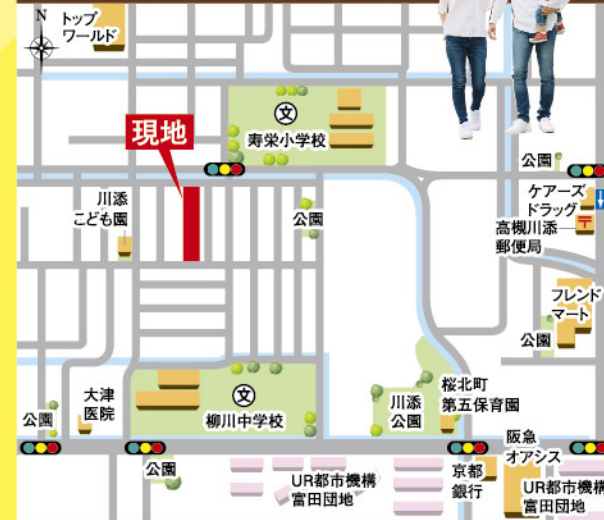 N
トップ
ワールド
現地
文
寿栄小学校
公園
川添
こども園
公園
ケアーズ
ドラッグ
〒
高槻川添
郵便局
フレンド
マート
公園
大津
医院
公園
文
柳川中学校
川添
公園
桜北町
第五保育園
公園
UR都市機構
富田団地
京都
銀行
阪急
オアシス
UR都市機構
富田団地